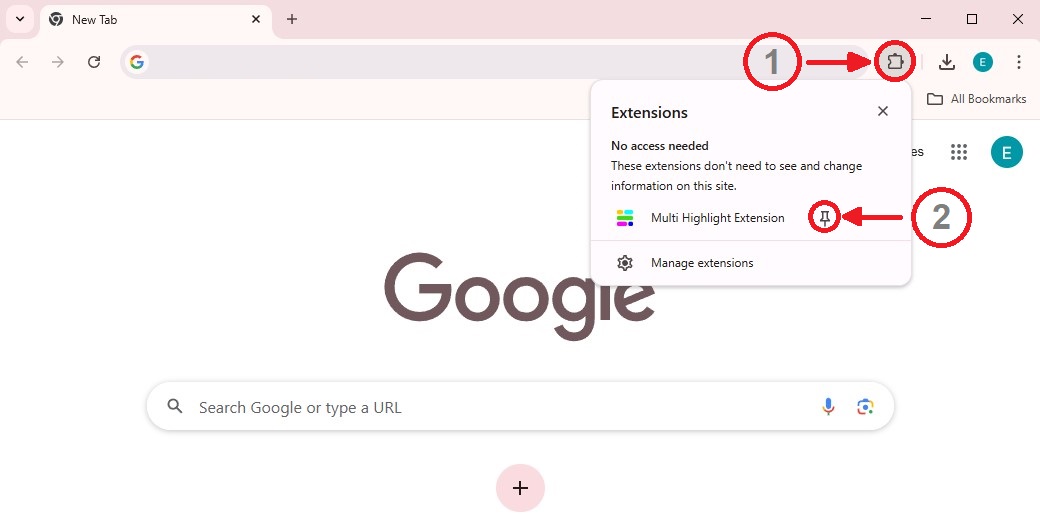 New Tab
1
All Bookmarks
Extensions
No access needed
es
E
E
These extensions don't need to see and change
information on this site.
Multi Highlight Extension
2
Manage extensions
Google
Search Google or type a URL